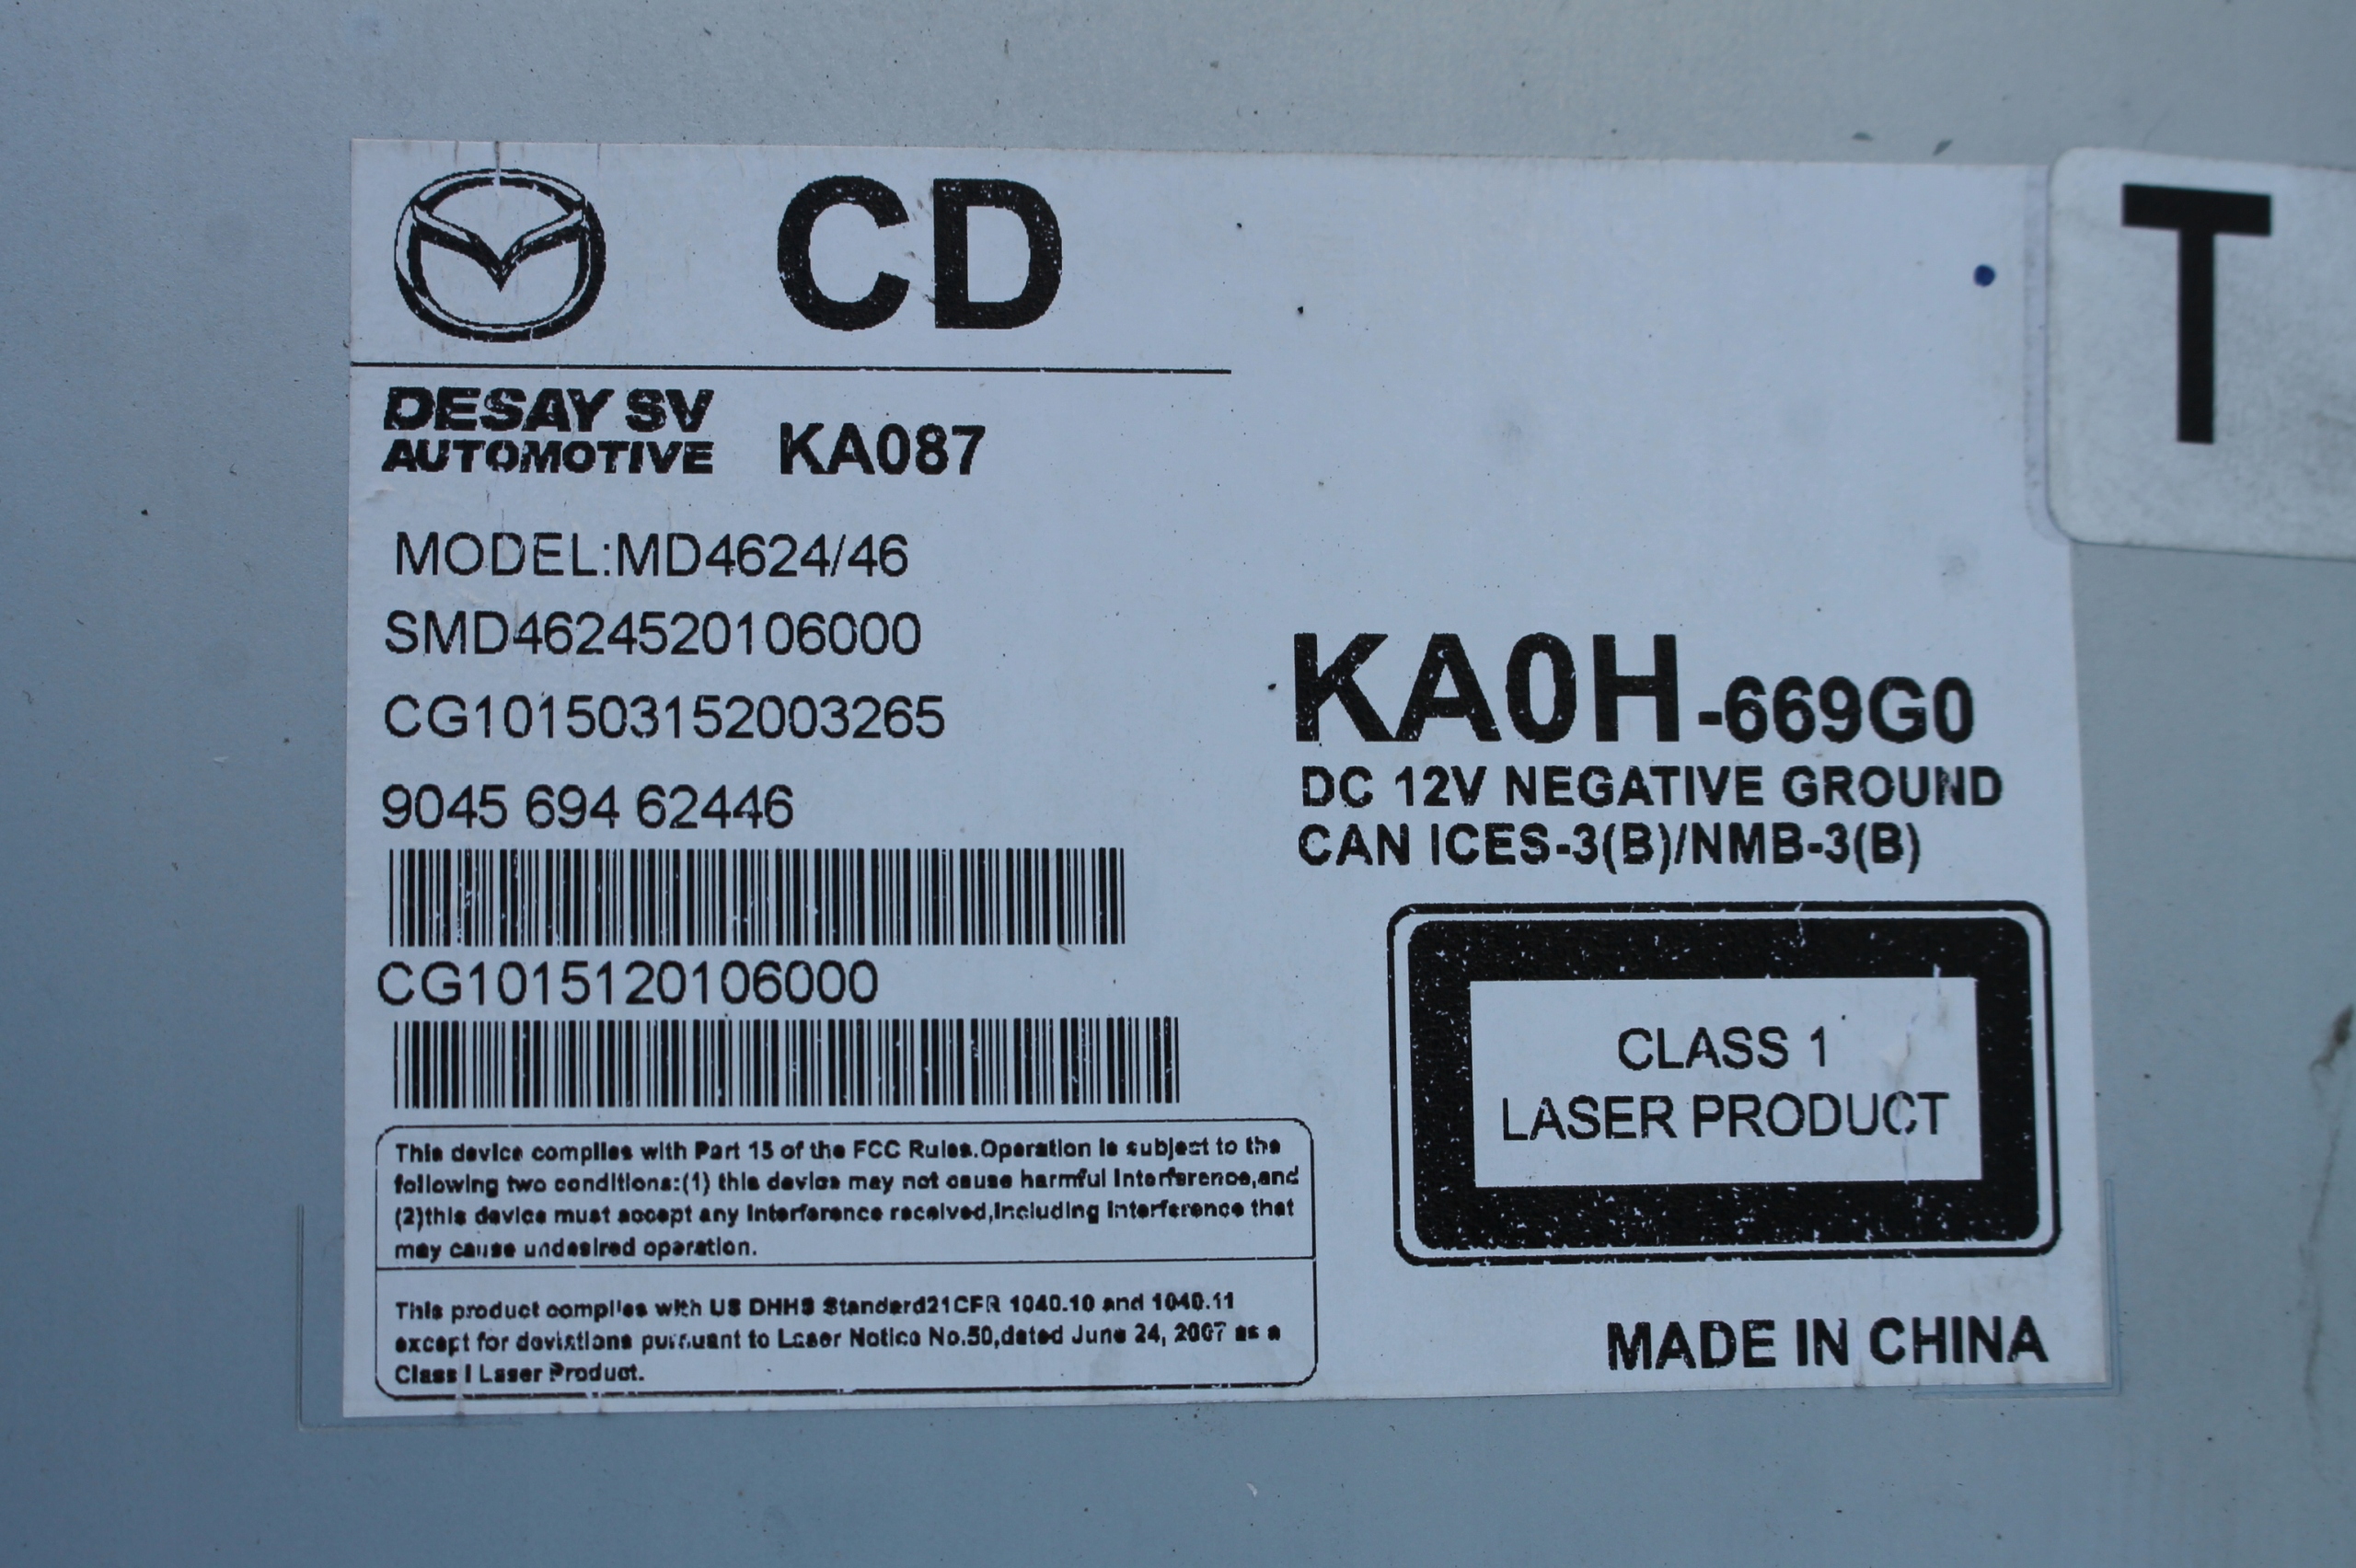 CD
T
DESAY SV
AUTOMOTIVE
KA087
MODEL:MD4624/46
SMD4624520106000
CG101503152003265
9045 694 62446
CG1015120106000
This device complies with Part 15 of the FCC Rules.Operation is subject to the
following two conditions:(1) this device may not cause harmful Interference,and
(2)this device must accept any Interference received,Including Interference that
may cause undesired operation.
This product complies with US DHHS Standard21CFR 1040.10 and 1040.11
except for deviations pursuant to Laser Notice No.50,dated June 24, 2007 as a
Class I Laser Product.
KA0H-669G0
DC 12V NEGATIVE GROUND
CAN ICES-3(B)/NMB-3(B)
CLASS 1
LASER PRODUCT
MADE IN CHINA